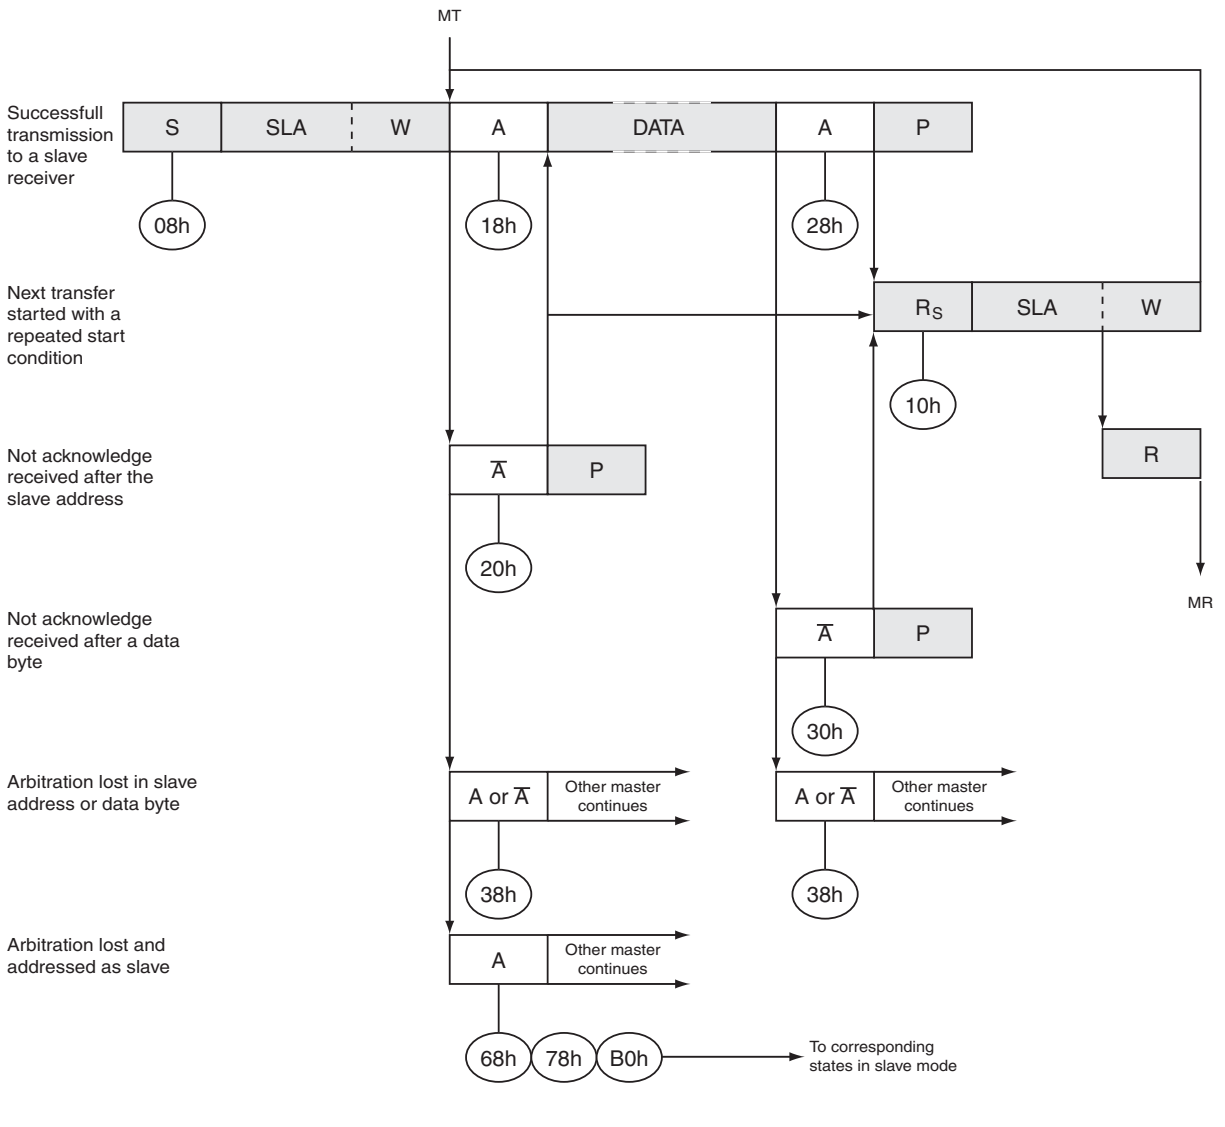 MT
Successfull
transmission
to a slave
receiver
S SLA W A DATA A P
08h 18h 28h
Next transfer
started with a
repeated start
condition
RS SLA W
10h
Not acknowledge
received after the
slave address
A̅ P
R
20h
MR
Not acknowledge
received after a data
byte
A̅ P
30h
Arbitration lost in slave
address or data byte
A or A̅
Other master
continues
A or A̅
Other master
continues
38h 38h
Arbitration lost and
addressed as slave
A
Other master
continues
68h 78h B0h
To corresponding
states in slave mode